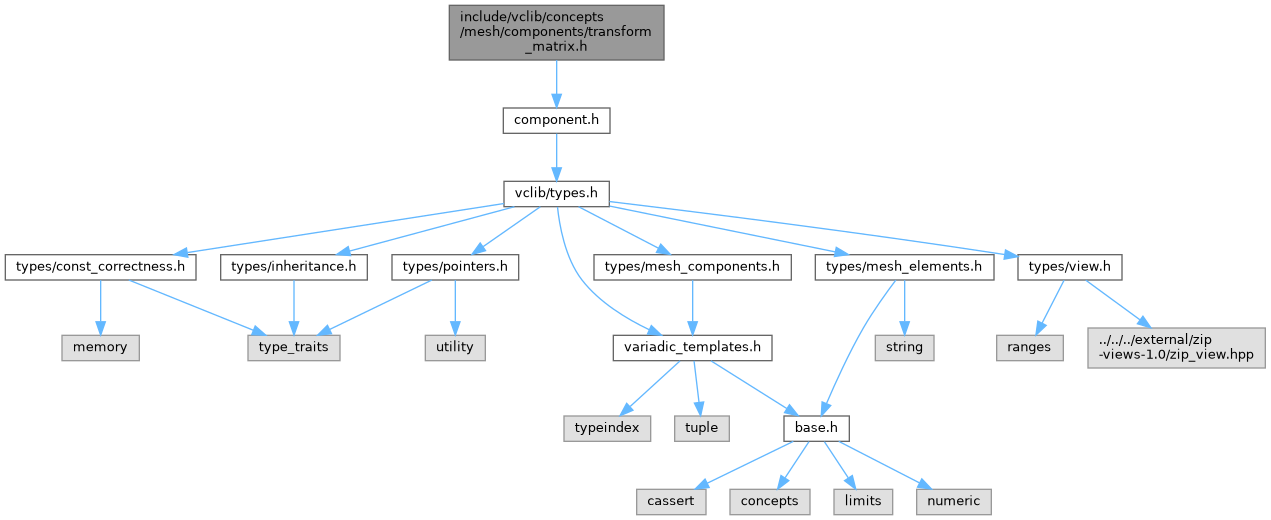 include/vclib/concepts
/mesh/components/transform
_matrix.h
component.h
vclib/types.h
types/const_correctness.h
types/inheritance.h
types/pointers.h
types/mesh_components.h
types/mesh_elements.h
types/view.h
memory
type_traits
utility
variadic_templates.h
string
ranges
../../../external/zip
-views-1.0/zip_view.hpp
typeindex
tuple
base.h
cassert
concepts
limits
numeric